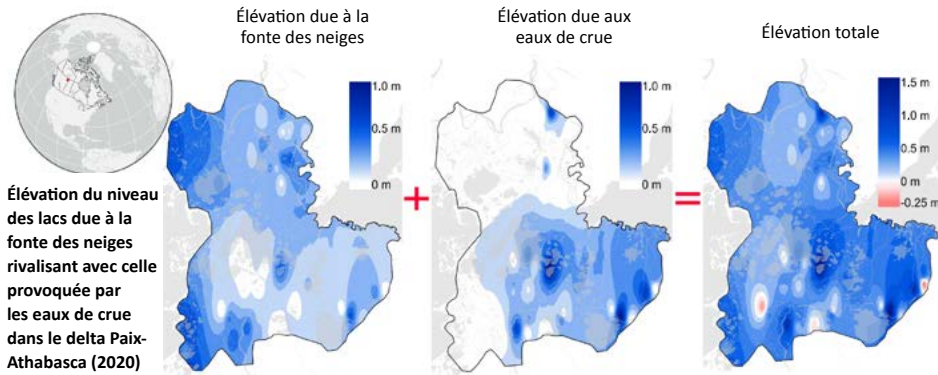 Élévation due à la
fonte des neiges
Élévation due aux
eaux de crue
Élévation totale
1.0 m
0.5 m
0 m
1.0 m
0.5 m
0 m
1.5 m
1.0 m
0.5 m
0 m
-0.25 m
+
=
Élévation du niveau
des lacs due à la
fonte des neiges
rivalisant avec celle
provoquée par
les eaux de crue
dans le delta Paix-
Athabasca (2020)